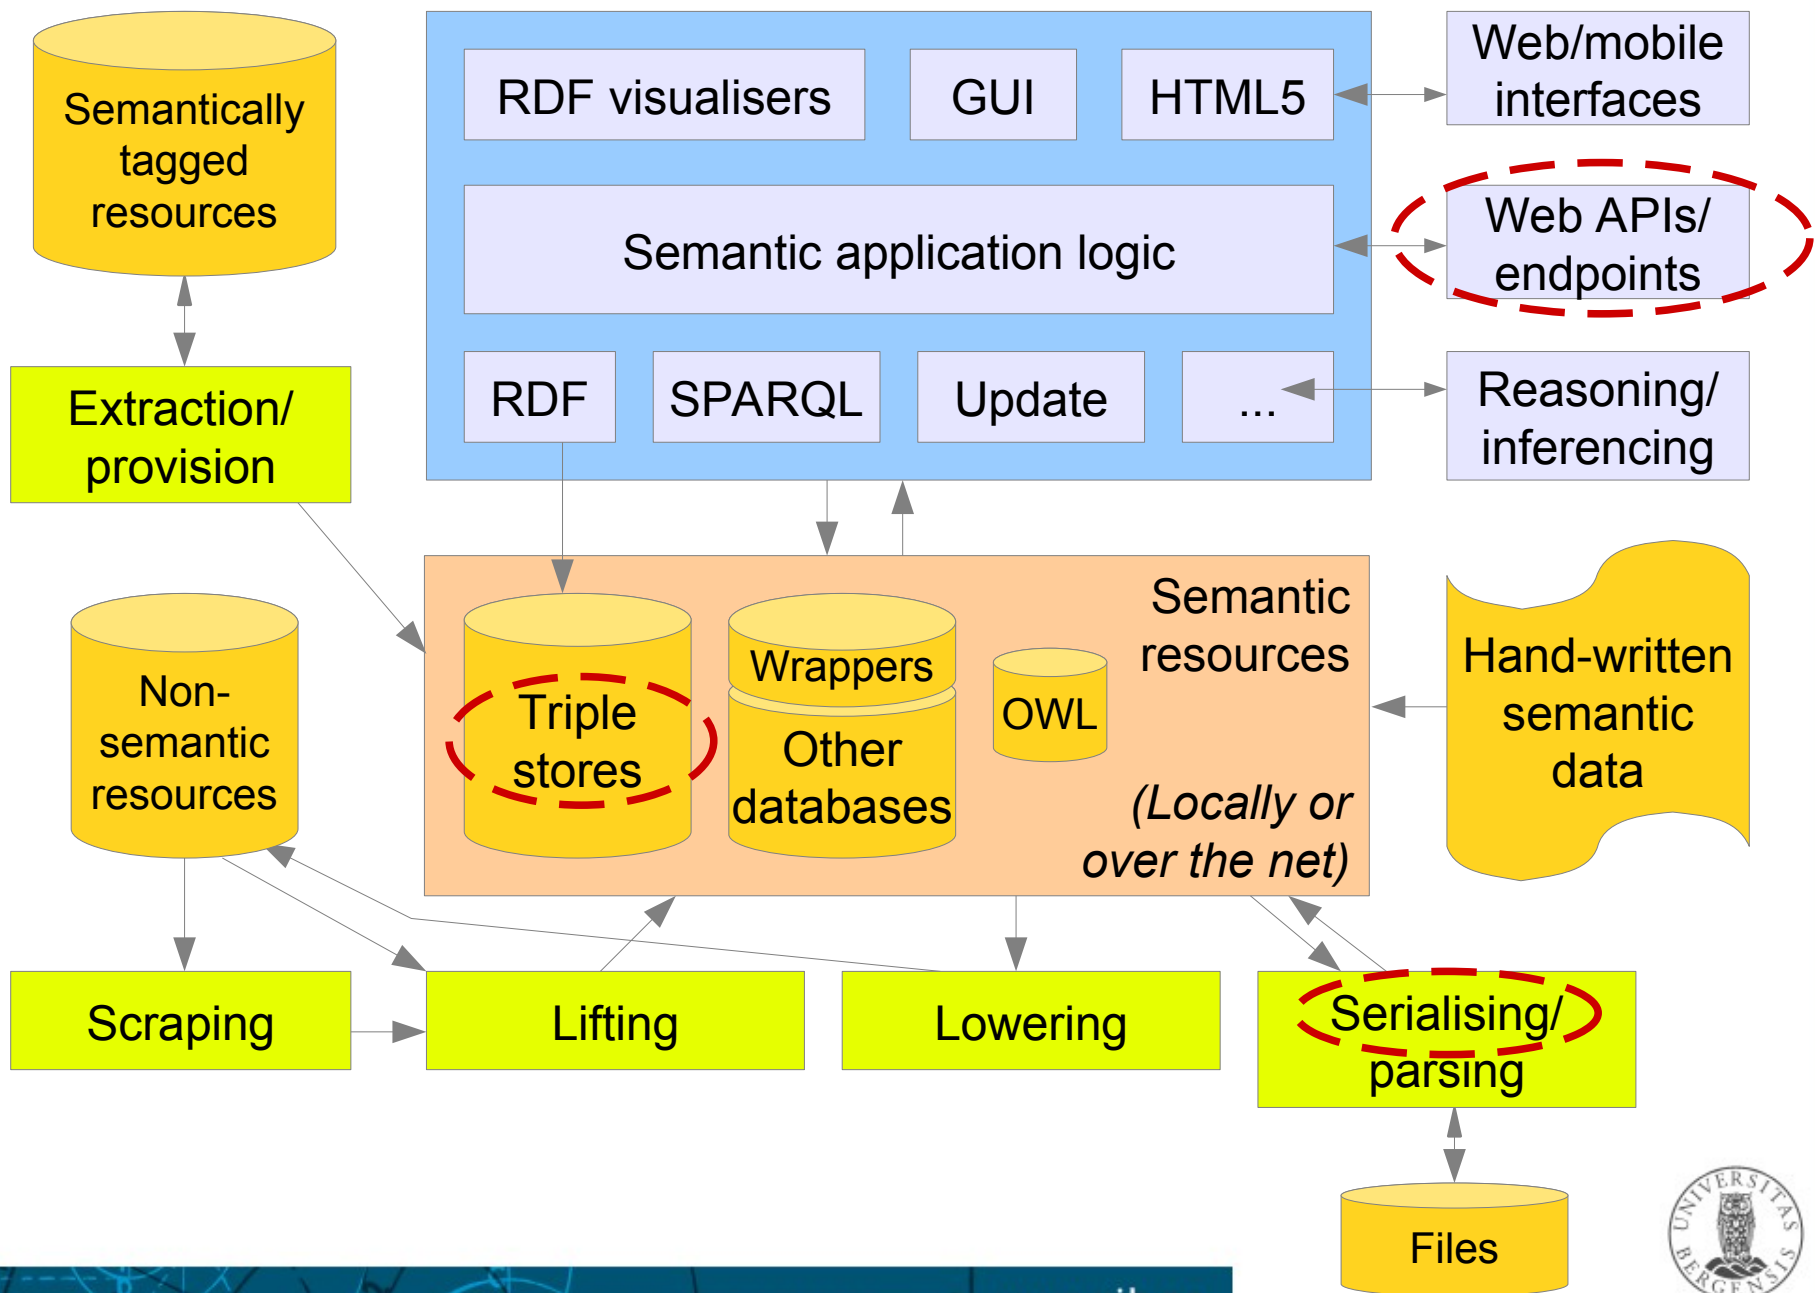 Semantically
tagged
resources
RDF visualisers
GUI
HTML5
Web/mobile
interfaces
Semantic application logic
Web APIs/
endpoints
RDF
SPARQL
Update
...
Reasoning/
inferencing
Extraction/
provision
Semantic
resources
Non-
semantic
resources
Triple
stores
Wrappers
Other
databases
OWL
(Locally or
over the net)
Hand-written
semantic
data
Scraping
Lifting
Lowering
Serialising/
parsing
Files
UNIVERSITAS
BERGENSIS